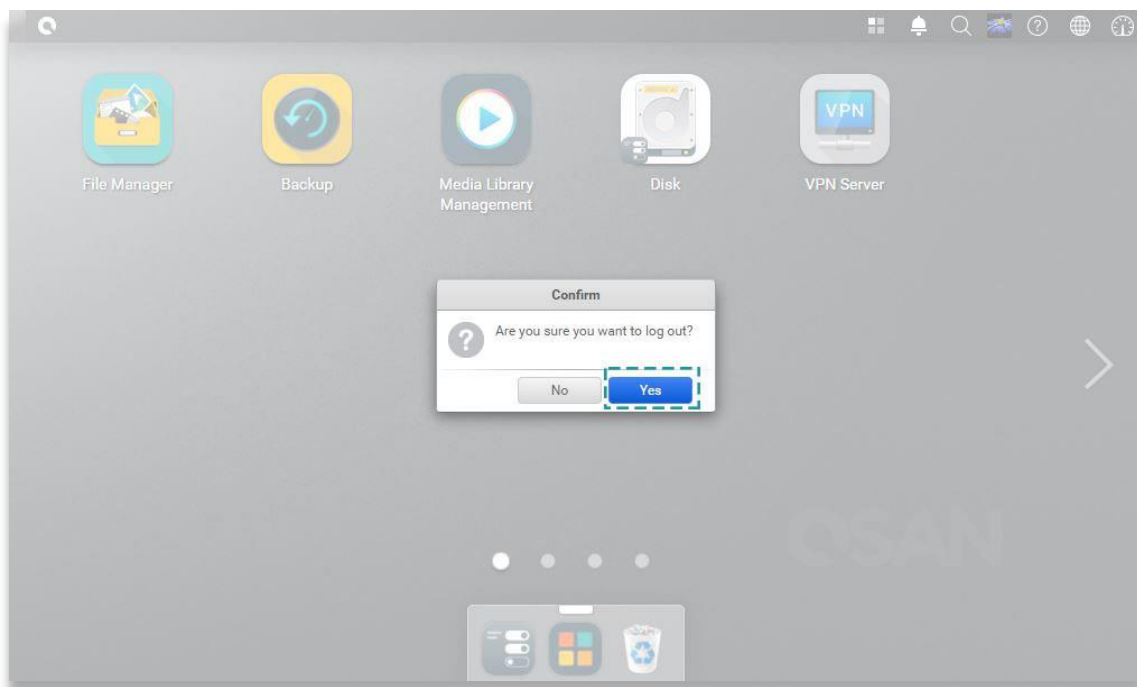 File Manager
Backup
Media Library
Management
Disk
VPN
VPN Server
Confirm
?
Are you sure you want to log out?
No
Yes
QSAN